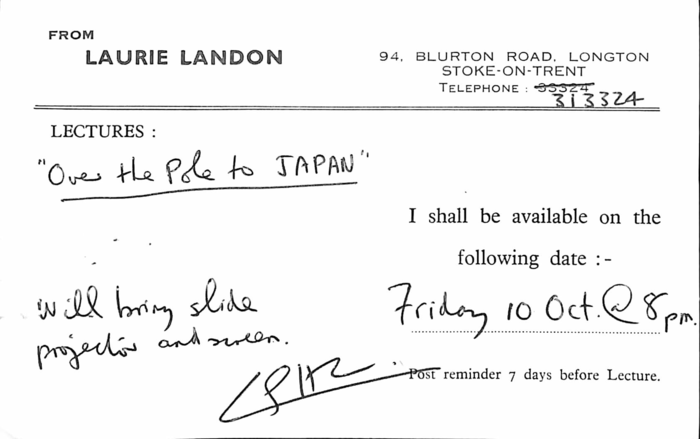 FROM
LAURIE LANDON
94, BLURTON ROAD, LONGTON
STOKE-ON-TRENT
TELEPHONE : 33324
313324
LECTURES :
"Over the Pole to JAPAN"
I shall be available on the
following date :-
Friday 10 Oct. @ 8pm.
will bring slide
projector and screen.
Post reminder 7 days before Lecture.